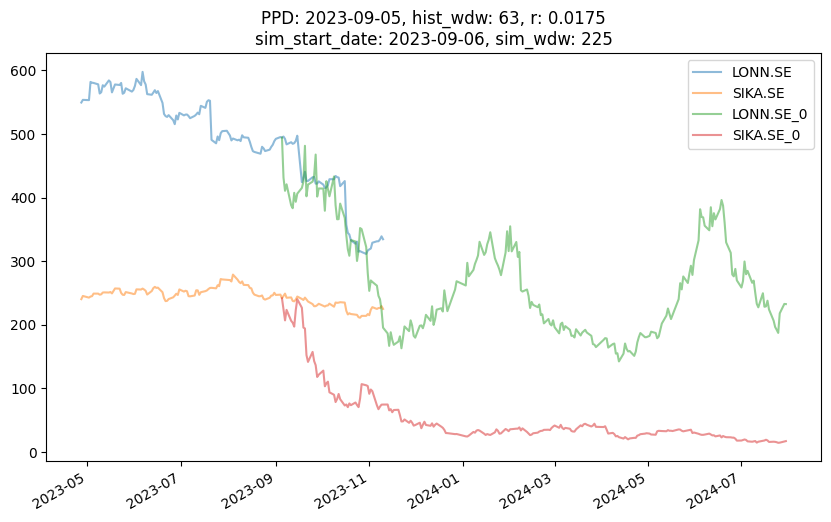 PPD: 2023-09-05, hist_wdw: 63, r: 0.0175
sim_start_date: 2023-09-06, sim_wdw: 225
LONN.SE
SIKA.SE
LONN.SE_0
SIKA.SE_0
600
500
400
300
200
100
0
2023-05
2023-07
2023-09
2023-11
2024-01
2024-03
2024-05
2024-07